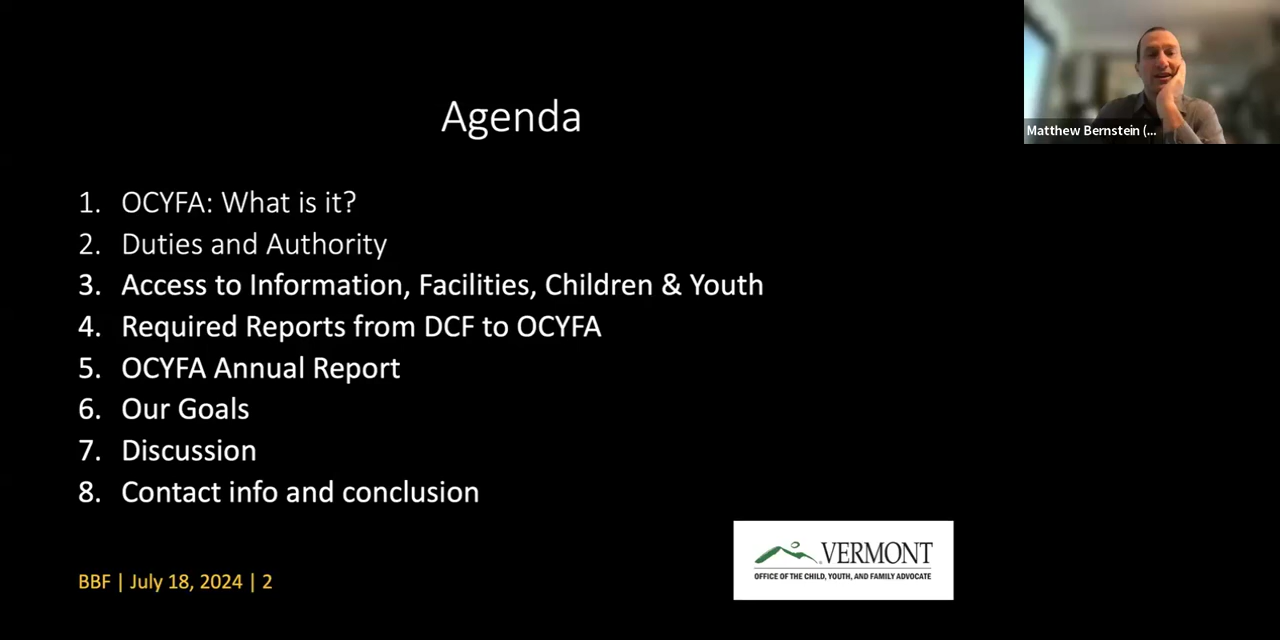 Agenda
Matthew Bernstein (...
1. OCYFA: What is it?
2. Duties and Authority
3. Access to Information, Facilities, Children & Youth
4. Required Reports from DCF to OCYFA
5. OCYFA Annual Report
6. Our Goals
7. Discussion
8. Contact info and conclusion
VERMONT
OFFICE OF THE CHILD, YOUTH, AND FAMILY ADVOCATE
BBF | July 18, 2024 | 2